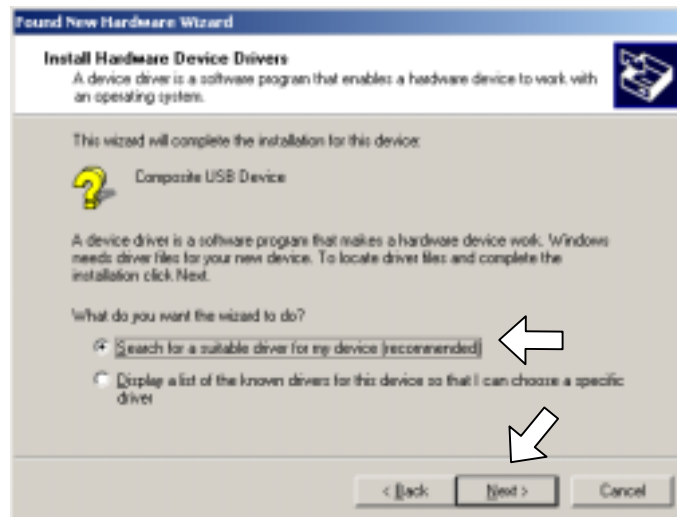 Found New Hardware Wizard
Install Hardware Device Drivers
A device driver is a software program that enables a hardware device to work with
an operating system.
This wizard will complete the installation for this device:
Composite USB Device
A device driver is a software program that makes a hardware device work. Windows
needs driver files for your new device. To locate driver files and complete the
installation click Next.
What do you want the wizard to do?
Search for a suitable driver for my device (recommended)
Display a list of the known drivers for this device so that I can choose a specific
driver
< Back Next > Cancel